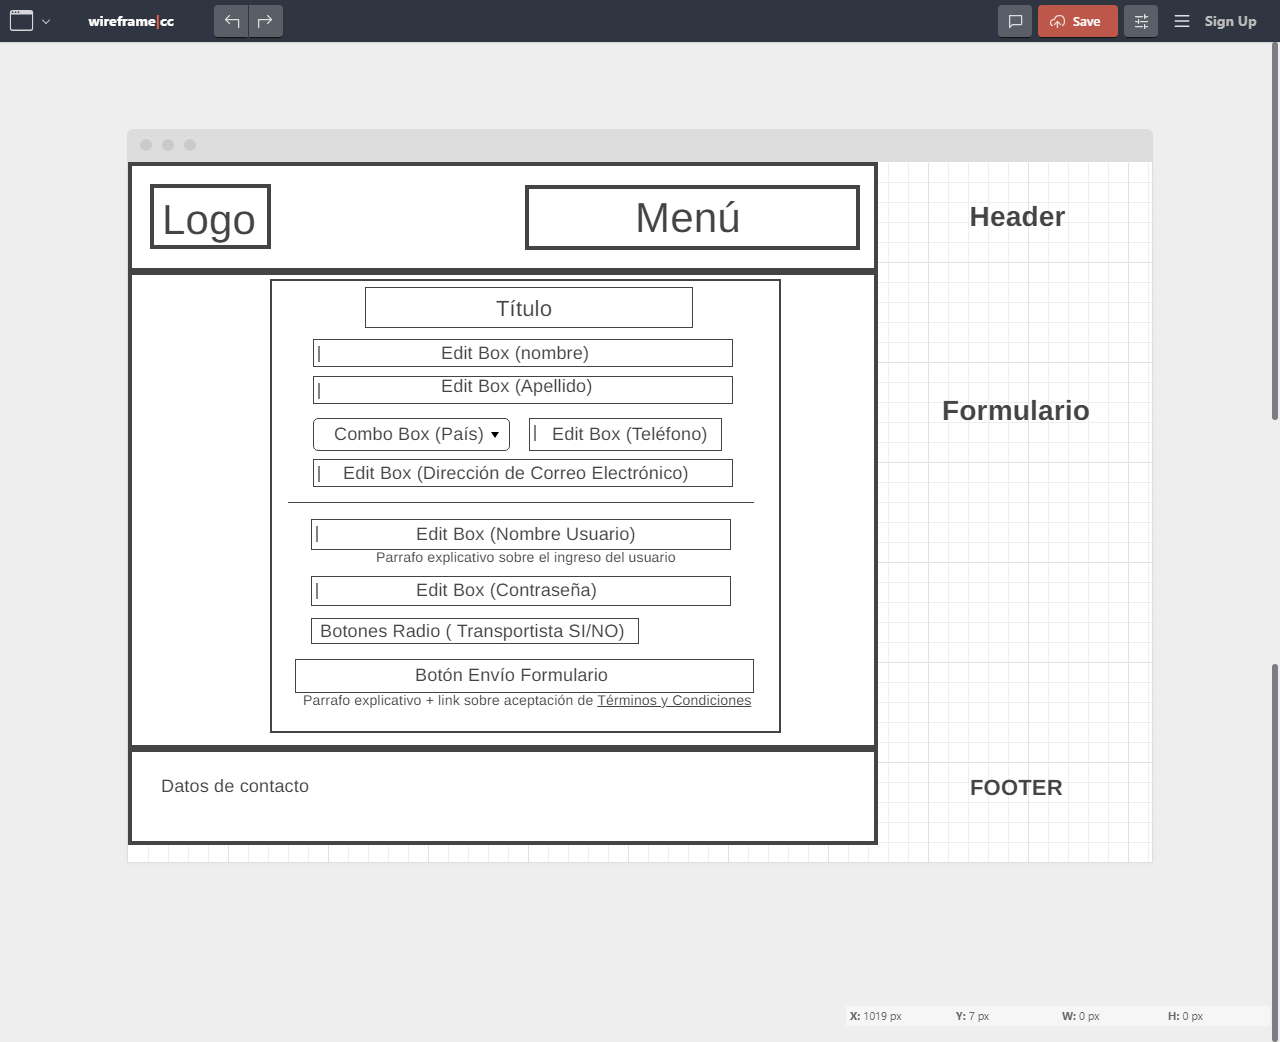 wireframe|cc
Save
Sign Up
Logo
Menú
Header
Título
Edit Box (nombre)
Edit Box (Apellido)
Formulario
Combo Box (País)
Edit Box (Teléfono)
Edit Box (Dirección de Correo Electrónico)
Edit Box (Nombre Usuario)
Parrafo explicativo sobre el ingreso del usuario
Edit Box (Contraseña)
Botones Radio ( Transportista SI/NO)
Botón Envío Formulario
Parrafo explicativo + link sobre aceptación de Términos y Condiciones
Datos de contacto
FOOTER
X: 1019 px Y: 7 px W: 0 px H: 0 px